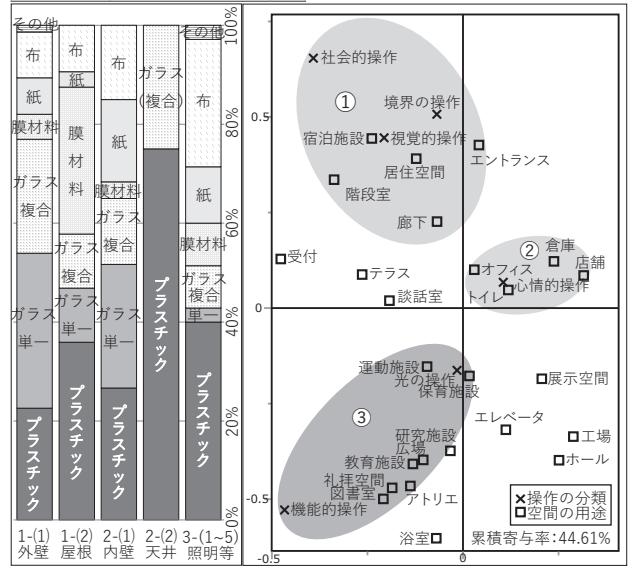 その他
布
紙
膜材料
ガラス
複合
ガラス
単一
プラスチック
1-(1)
外壁
布
紙
膜
材
料
ガラス
複合
ガラス
単一
プラスチック
1-(2)
屋根
布
紙
膜材料
ガラス
複合
ガラス
単一
プラスチック
2-(1)
内壁
ガラス
(複合)
プラスチック
2-(2)
天井
その他
布
紙
膜材料
ガラス
複合
単一
プラスチック
3-(1~5)
照明等
100%
80%
60%
40%
20%
0%
社会的操作
①
境界の操作
宿泊施設
視覚的操作
エントランス
居住空間
階段室
廊下
②
倉庫
受付
オフィス
店舗
テラス
心情的操作
トイレ
談話室
0.5
0
運動施設
光の操作
保育施設
展示空間
③
エレベータ
研究施設
広場
工場
教育施設
ホール
礼拝空間
図書室
アトリエ
機能的操作
-0.5
浴室
×操作の分類
□空間の用途
累積寄与率:44.61%
-0.5
0